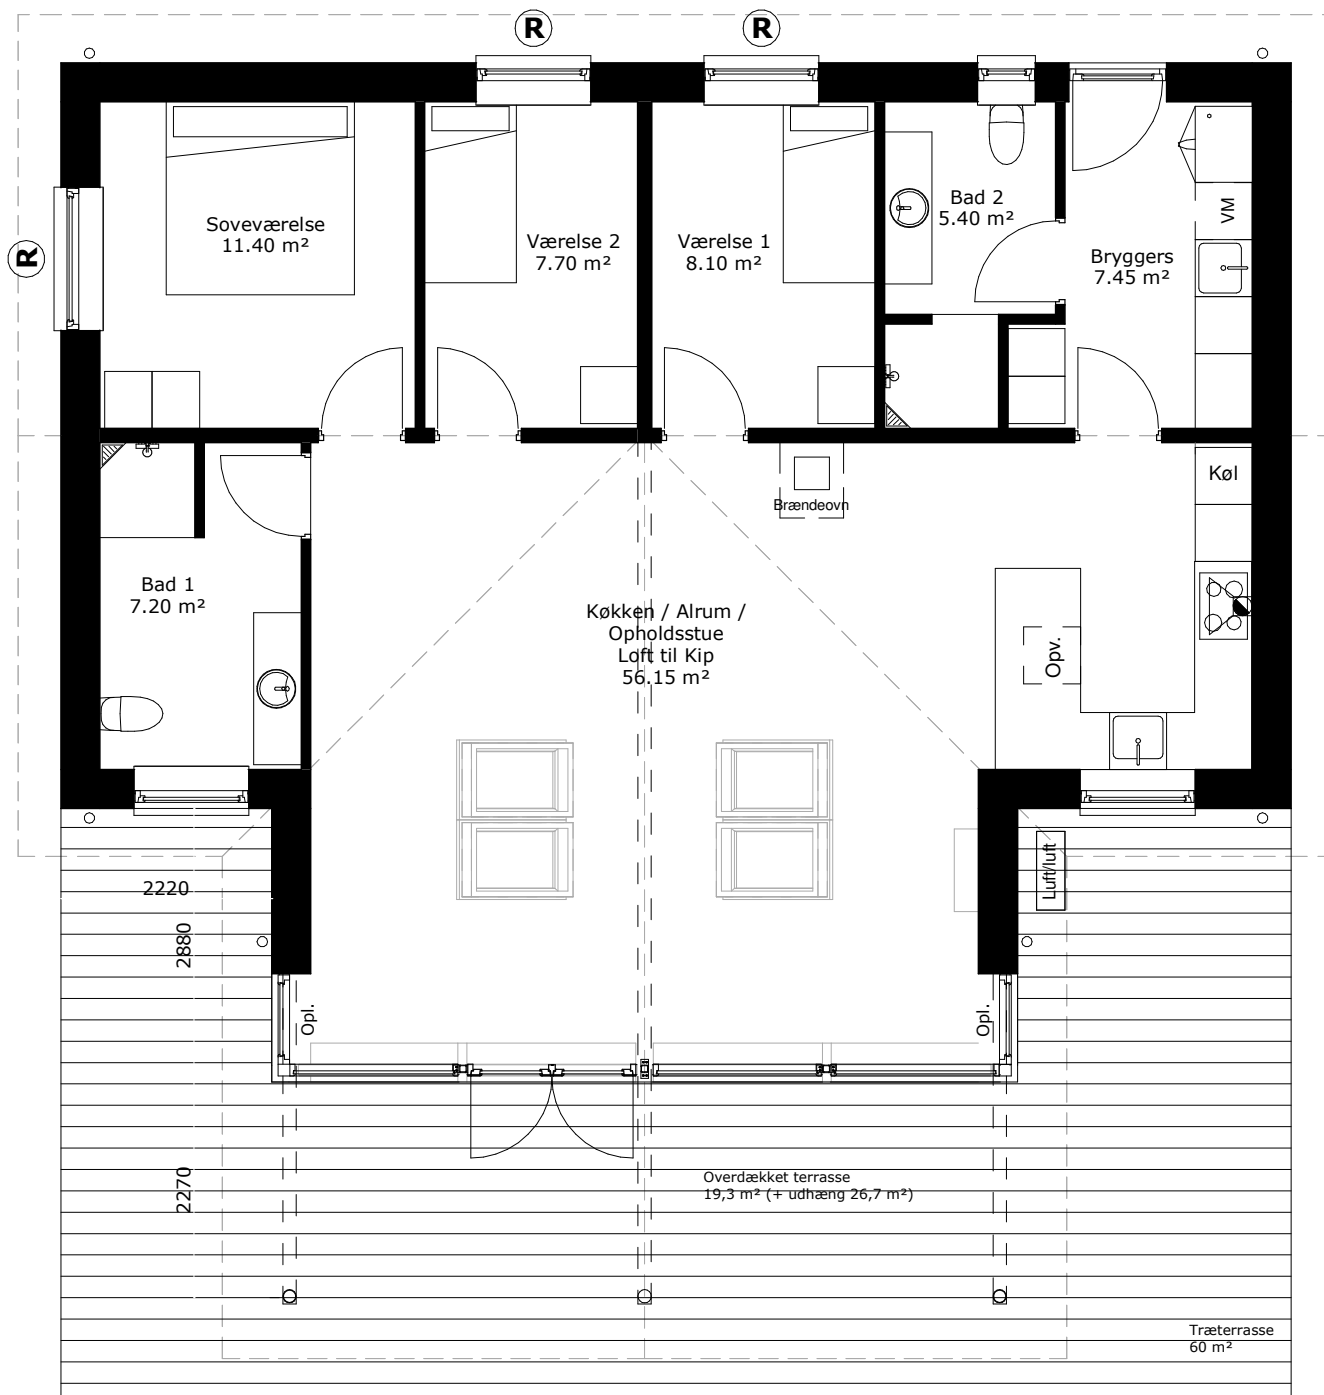 R
R
R
Soveværelse
11.40 m²
Værelse 2
7.70 m²
Værelse 1
8.10 m²
Bad 2
5.40 m²
VM
Bryggers
7.45 m²
Køl
Brændeovn
Bad 1
7.20 m²
Køkken / Alrum /
Opholdsstue
Loft til Kip
56.15 m²
Opv.
Luft/luft
2220
2880
Opl.
Opl.
2270
Overdækket terrasse
19,3 m² (+ udhæng 26,7 m²)
Træterrasse
60 m²